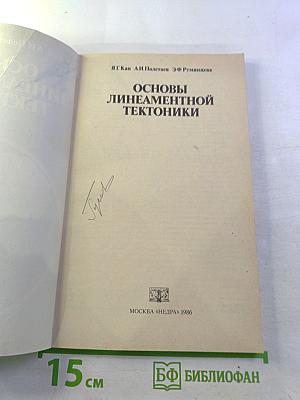 Я.Г.Кац А.И.Полетаев Э.Ф.Румянцева
ОСНОВЫ
ЛИНЕАМЕНТНОЙ
ТЕКТОНИКИ
МОСКВА «НЕДРА» 1986
15 см
БФ БИБЛИОФАН